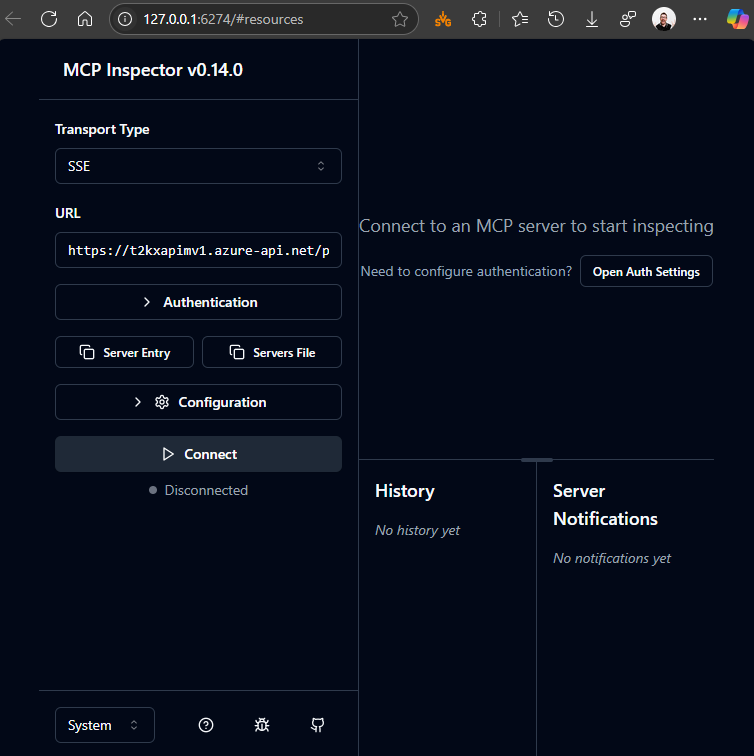 127.0.0.1:6274/#resources
MCP Inspector v0.14.0
Transport Type
SSE
URL
https://t2kxapimv1.azure-api.net/p
Authentication
Server Entry
Servers File
Configuration
Connect
Disconnected
System
Connect to an MCP server to start inspecting
Need to configure authentication?
Open Auth Settings
History
No history yet
Server
Notifications
No notifications yet